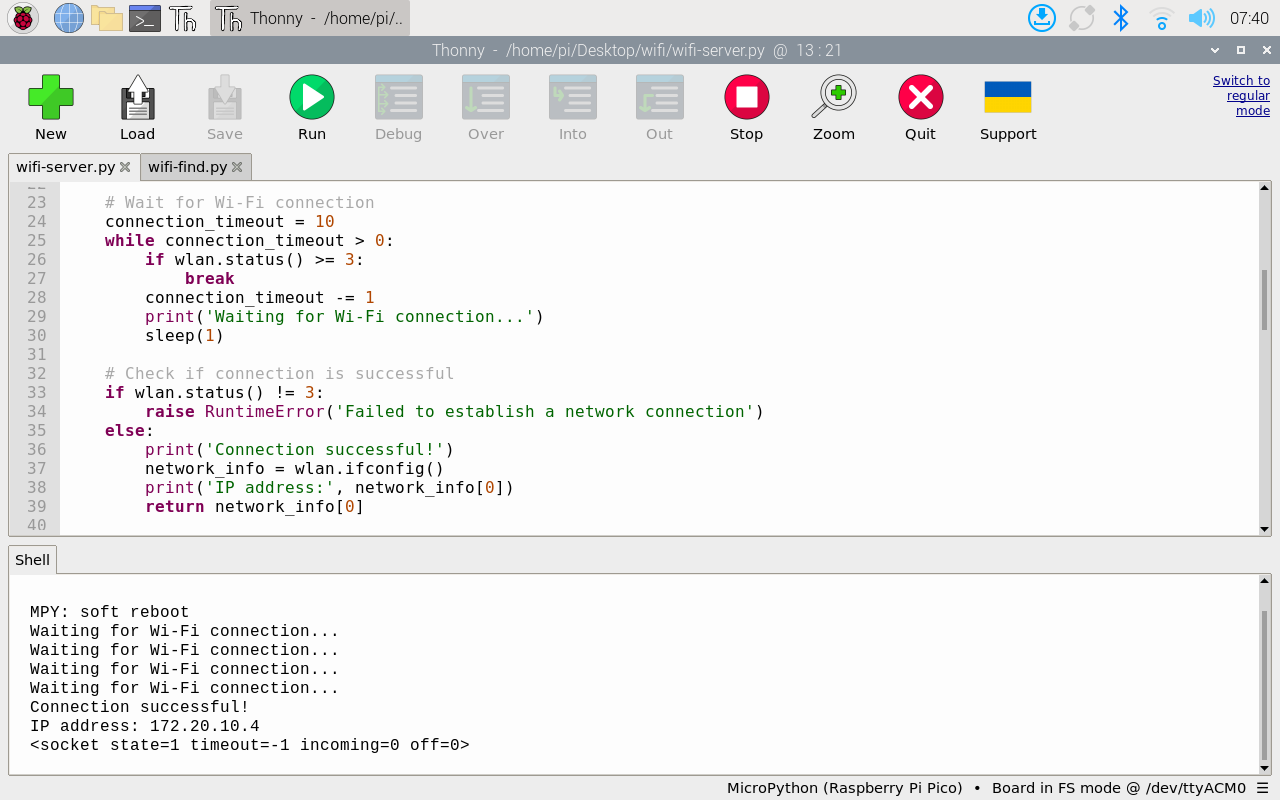 Th Th Thonny - /home/pi/.. 07:40
Thonny - /home/pi/Desktop/wifi/wifi-server.py @ 13 : 21
New Load Save Run Debug Over Into Out Stop Zoom Quit Support
Switch to
regular
mode
wifi-server.py wifi-find.py
22
23 # Wait for Wi-Fi connection
24 connection_timeout = 10
25 while connection_timeout > 0:
26 if wlan.status() >= 3:
27 break
28 connection_timeout -= 1
29 print('Waiting for Wi-Fi connection...')
30 sleep(1)
31
32 # Check if connection is successful
33 if wlan.status() != 3:
34 raise RuntimeError('Failed to establish a network connection')
35 else:
36 print('Connection successful!')
37 network_info = wlan.ifconfig()
38 print('IP address:', network_info[0])
39 return network_info[0]
40
Shell
MPY: soft reboot
Waiting for Wi-Fi connection...
Waiting for Wi-Fi connection...
Waiting for Wi-Fi connection...
Waiting for Wi-Fi connection...
Connection successful!
IP address: 172.20.10.4
<socket state=1 timeout=-1 incoming=0 off=0>
MicroPython (Raspberry Pi Pico) • Board in FS mode @ /dev/ttyACM0 ☰